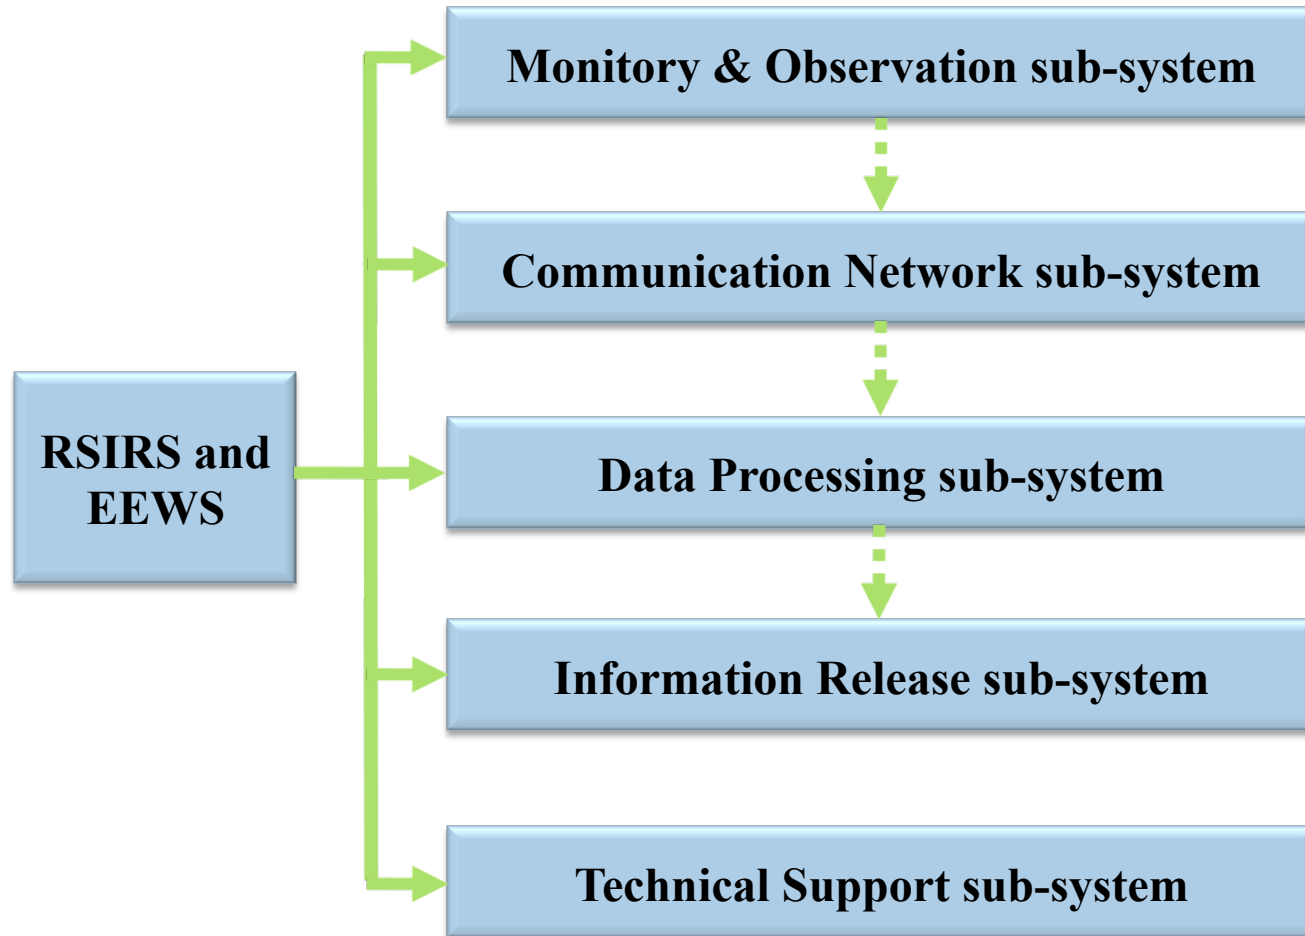 Monitory & Observation sub-system
Communication Network sub-system
RSIRS and
EEWS
Data Processing sub-system
Information Release sub-system
Technical Support sub-system